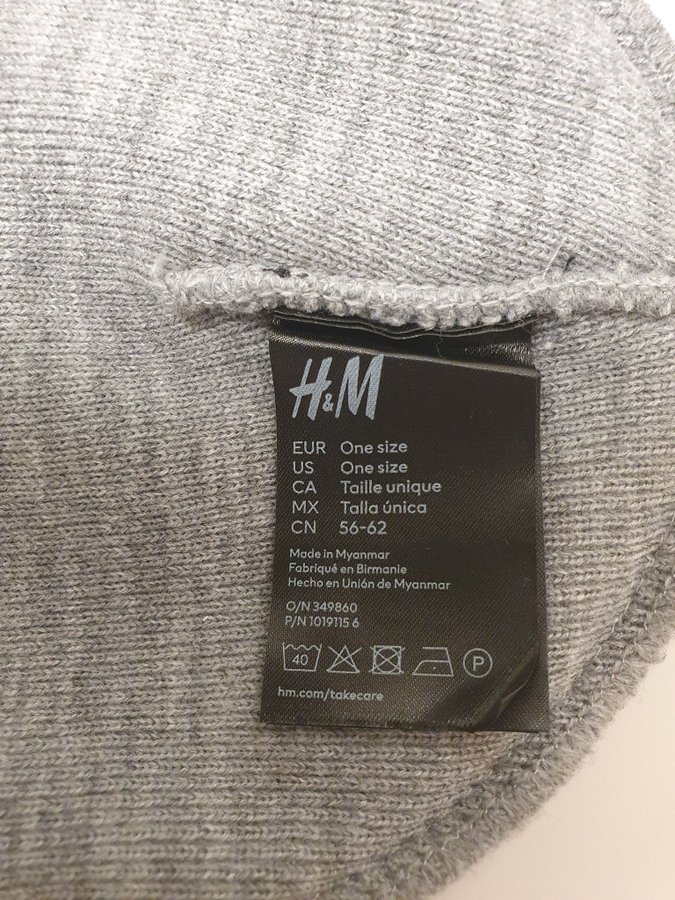 H&M
EUR One size
US One size
CA Taille unique
MX Talla única
CN 56-62
Made in Myanmar
Fabriqué en Birmanie
Hecho en Unión de Myanmar
O/N 349860
P/N 1019115 6
40 P
hm.com/takecare